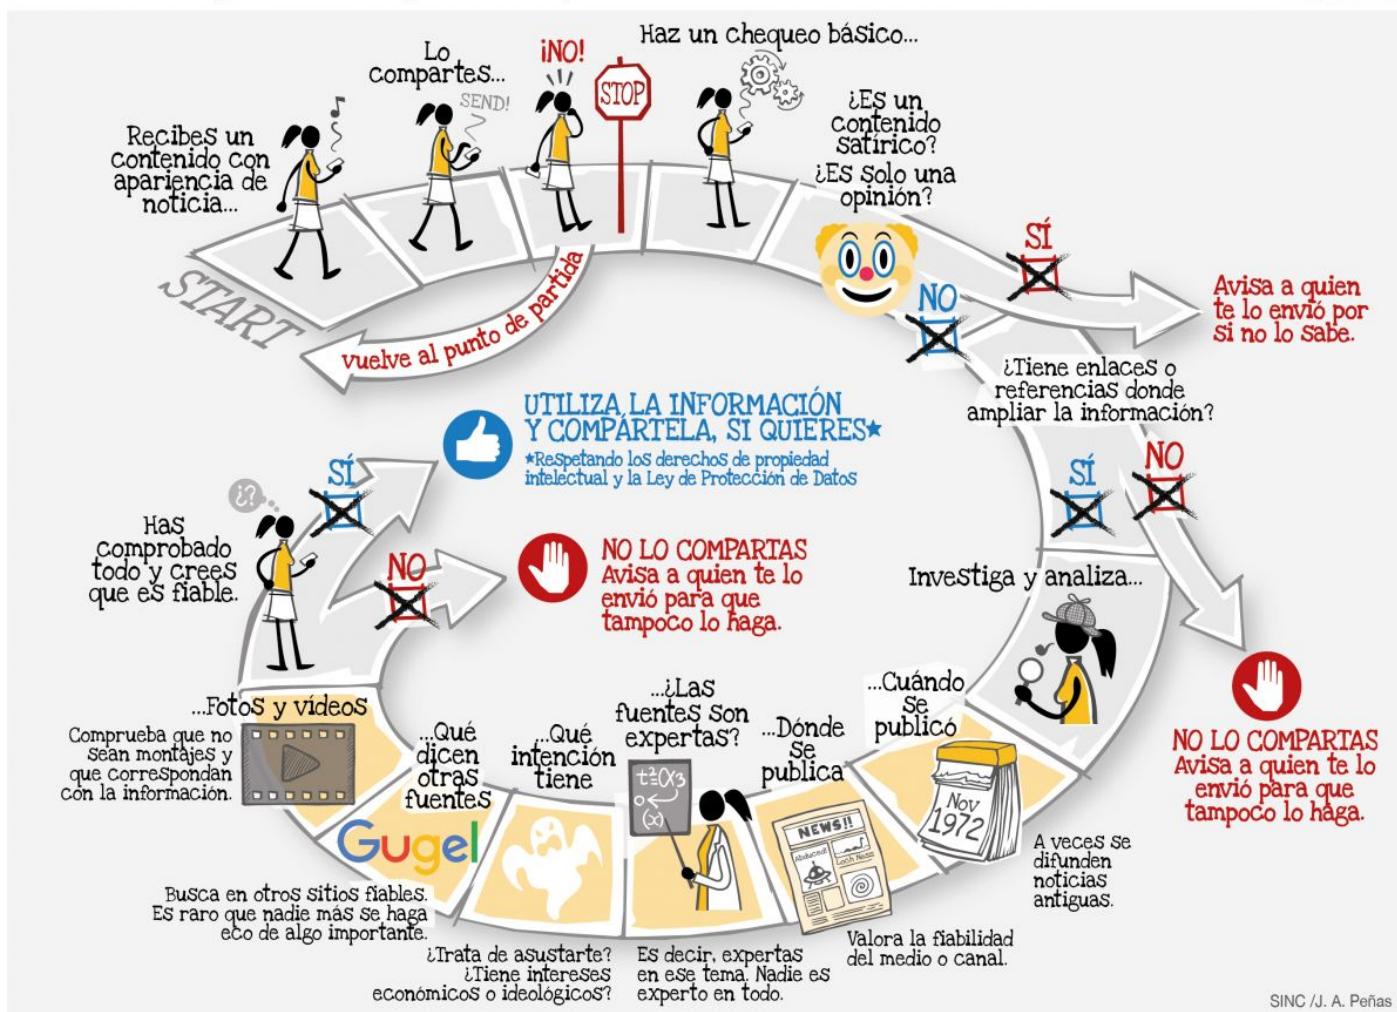 Recibes un
contenido con
apariencia de
noticia...
Lo
compartes...
SEND!
¡NO!
STOP
Haz un chequeo básico...
¿Es un
contenido
satírico?
¿Es solo una
opinión?
START
vuelve al punto de partida
SÍ
Avisa a quien
te lo envió por
si no lo sabe.
NO
¿Tiene enlaces o
referencias donde
ampliar la información?
SÍ
NO
NO LO COMPARTAS
Avisa a quien te lo
envió para que
tampoco lo haga.
Investiga y analiza...
...Cuándo
se
publicó
Nov
1972
A veces se
difunden
noticias
antiguas.
...Dónde
se
publica
NEWS!!
Abduced!
Loch Ness
Valora la fiabilidad
del medio o canal.
...¿Las
fuentes son
expertas?
Es decir, expertas
en ese tema. Nadie es
experto en todo.
...Qué
intención
tiene
¿Trata de asustarte?
¿Tiene intereses
económicos o ideológicos?
...Qué
dicen
otras
fuentes
Gugel
Busca en otros sitios fiables.
Es raro que nadie más se haga
eco de algo importante.
...Fotos y vídeos
Comprueba que no
sean montajes y
que correspondan
con la información.
¿?
Has
comprobado
todo y crees
que es fiable.
SÍ
UTILIZA LA INFORMACIÓN
Y COMPÁRTELA, SI QUIERES★
★Respetando los derechos de propiedad
intelectual y la Ley de Protección de Datos
NO
NO LO COMPARTAS
Avisa a quien te lo
envió para que
tampoco lo haga.
SINC /J. A. Peñas